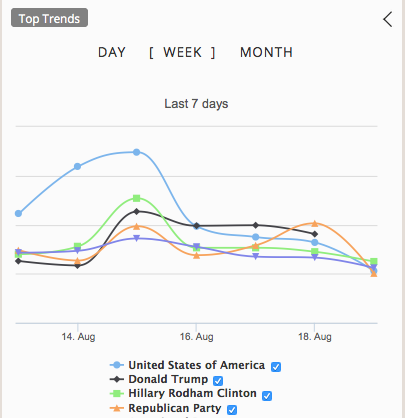 Top Trends
DAY [ WEEK ] MONTH
Last 7 days
14. Aug 16. Aug 18. Aug
United States of America
Donald Trump
Hillary Rodham Clinton
Republican Party